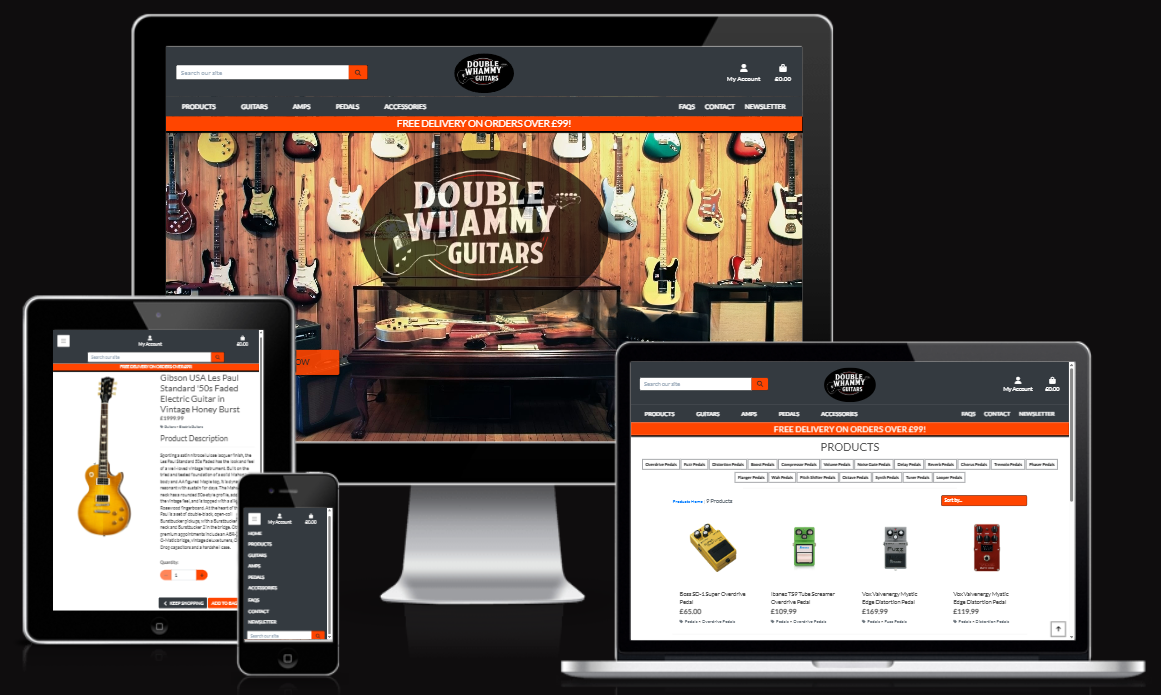 Search our site
DOUBLE
WHAMMY
GUITARS
My Account
£0.00
PRODUCTS GUITARS AMPS PEDALS ACCESSORIES
FAQS CONTACT NEWSLETTER
FREE DELIVERY ON ORDERS OVER £99!
DOUBLE
WHAMMY
GUITARS
OW
My Account
£0.00
Search our site
FREE DELIVERY ON ORDERS OVER £99!
Gibson USA Les Paul
Standard '50s Faded
Electric Guitar in
Vintage Honey Burst
£1999.99
Guitars • Electric Guitars
Product Description
Quantity:
- 1 +
KEEP SHOPPING
ADD TO BAG
My Account
£0.00
HOME
PRODUCTS
GUITARS
AMPS
PEDALS
ACCESSORIES
FAQS
CONTACT
NEWSLETTER
Search our site
Search our site
DOUBLE
WHAMMY
GUITARS
My Account
£0.00
PRODUCTS GUITARS AMPS PEDALS ACCESSORIES
FAQS CONTACT NEWSLETTER
FREE DELIVERY ON ORDERS OVER £99!
PRODUCTS
Overdrive Pedals Fuzz Pedals Distortion Pedals Boost Pedals Compressor Pedals Volume Pedals Noise Gate Pedals Delay Pedals Reverb Pedals Chorus Pedals Tremolo Pedals Phaser Pedals
Flanger Pedals Wah Pedals Pitch Shifter Pedals Octave Pedals Synth Pedals Tuner Pedals Looper Pedals
Products Home | 9 Products
Sort by...
Fuzz
Boss SD-1 Super Overdrive
Pedal
£65.00
Pedals • Overdrive Pedals
Ibanez TS9 Tube Screamer
Overdrive Pedal
£109.99
Pedals • Overdrive Pedals
Vox Valvenergy Mystic
Edge Distortion Pedal
£169.99
Pedals • Fuzz Pedals
Vox Valvenergy Mystic
Edge Distortion Pedal
£119.99
Pedals • Distortion Pedals